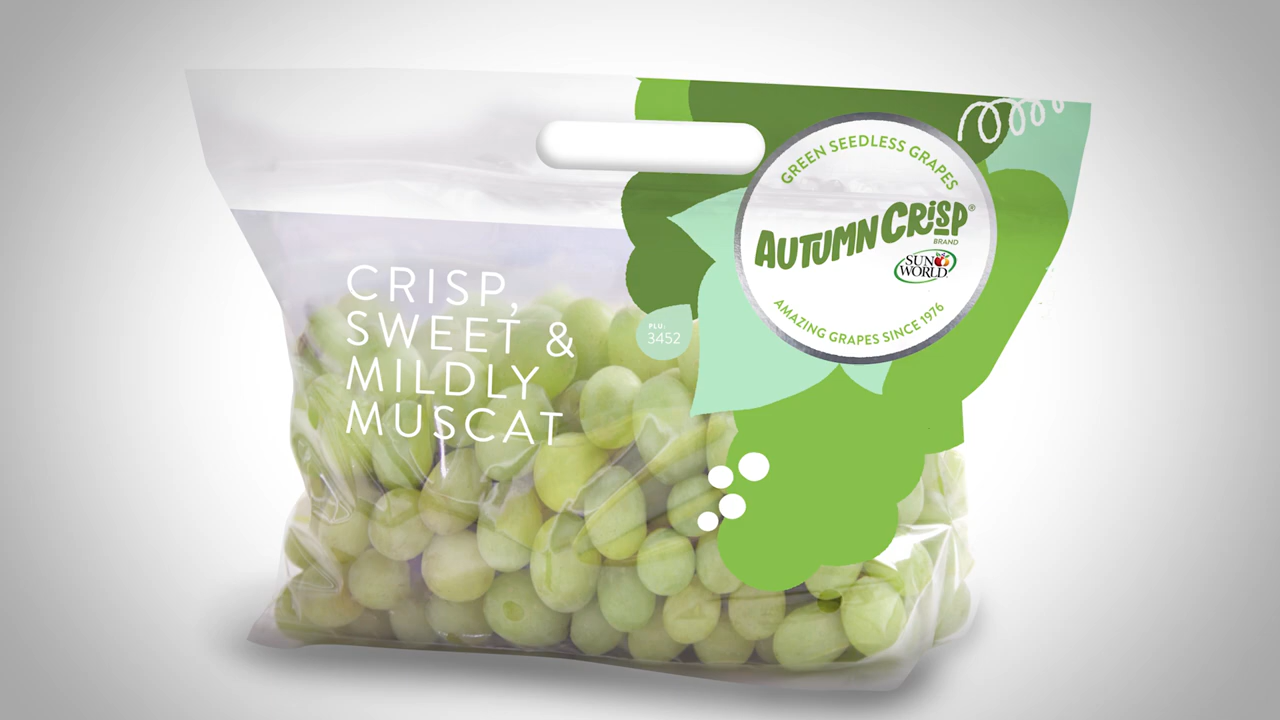 GREEN SEEDLESS GRAPES
AUTUMN CRISP®
BRAND
SUN
WORLD
AMAZING GRAPES SINCE 1976
CRISP,
SWEET &
MILDLY
MUSCAT
PLU:
3452